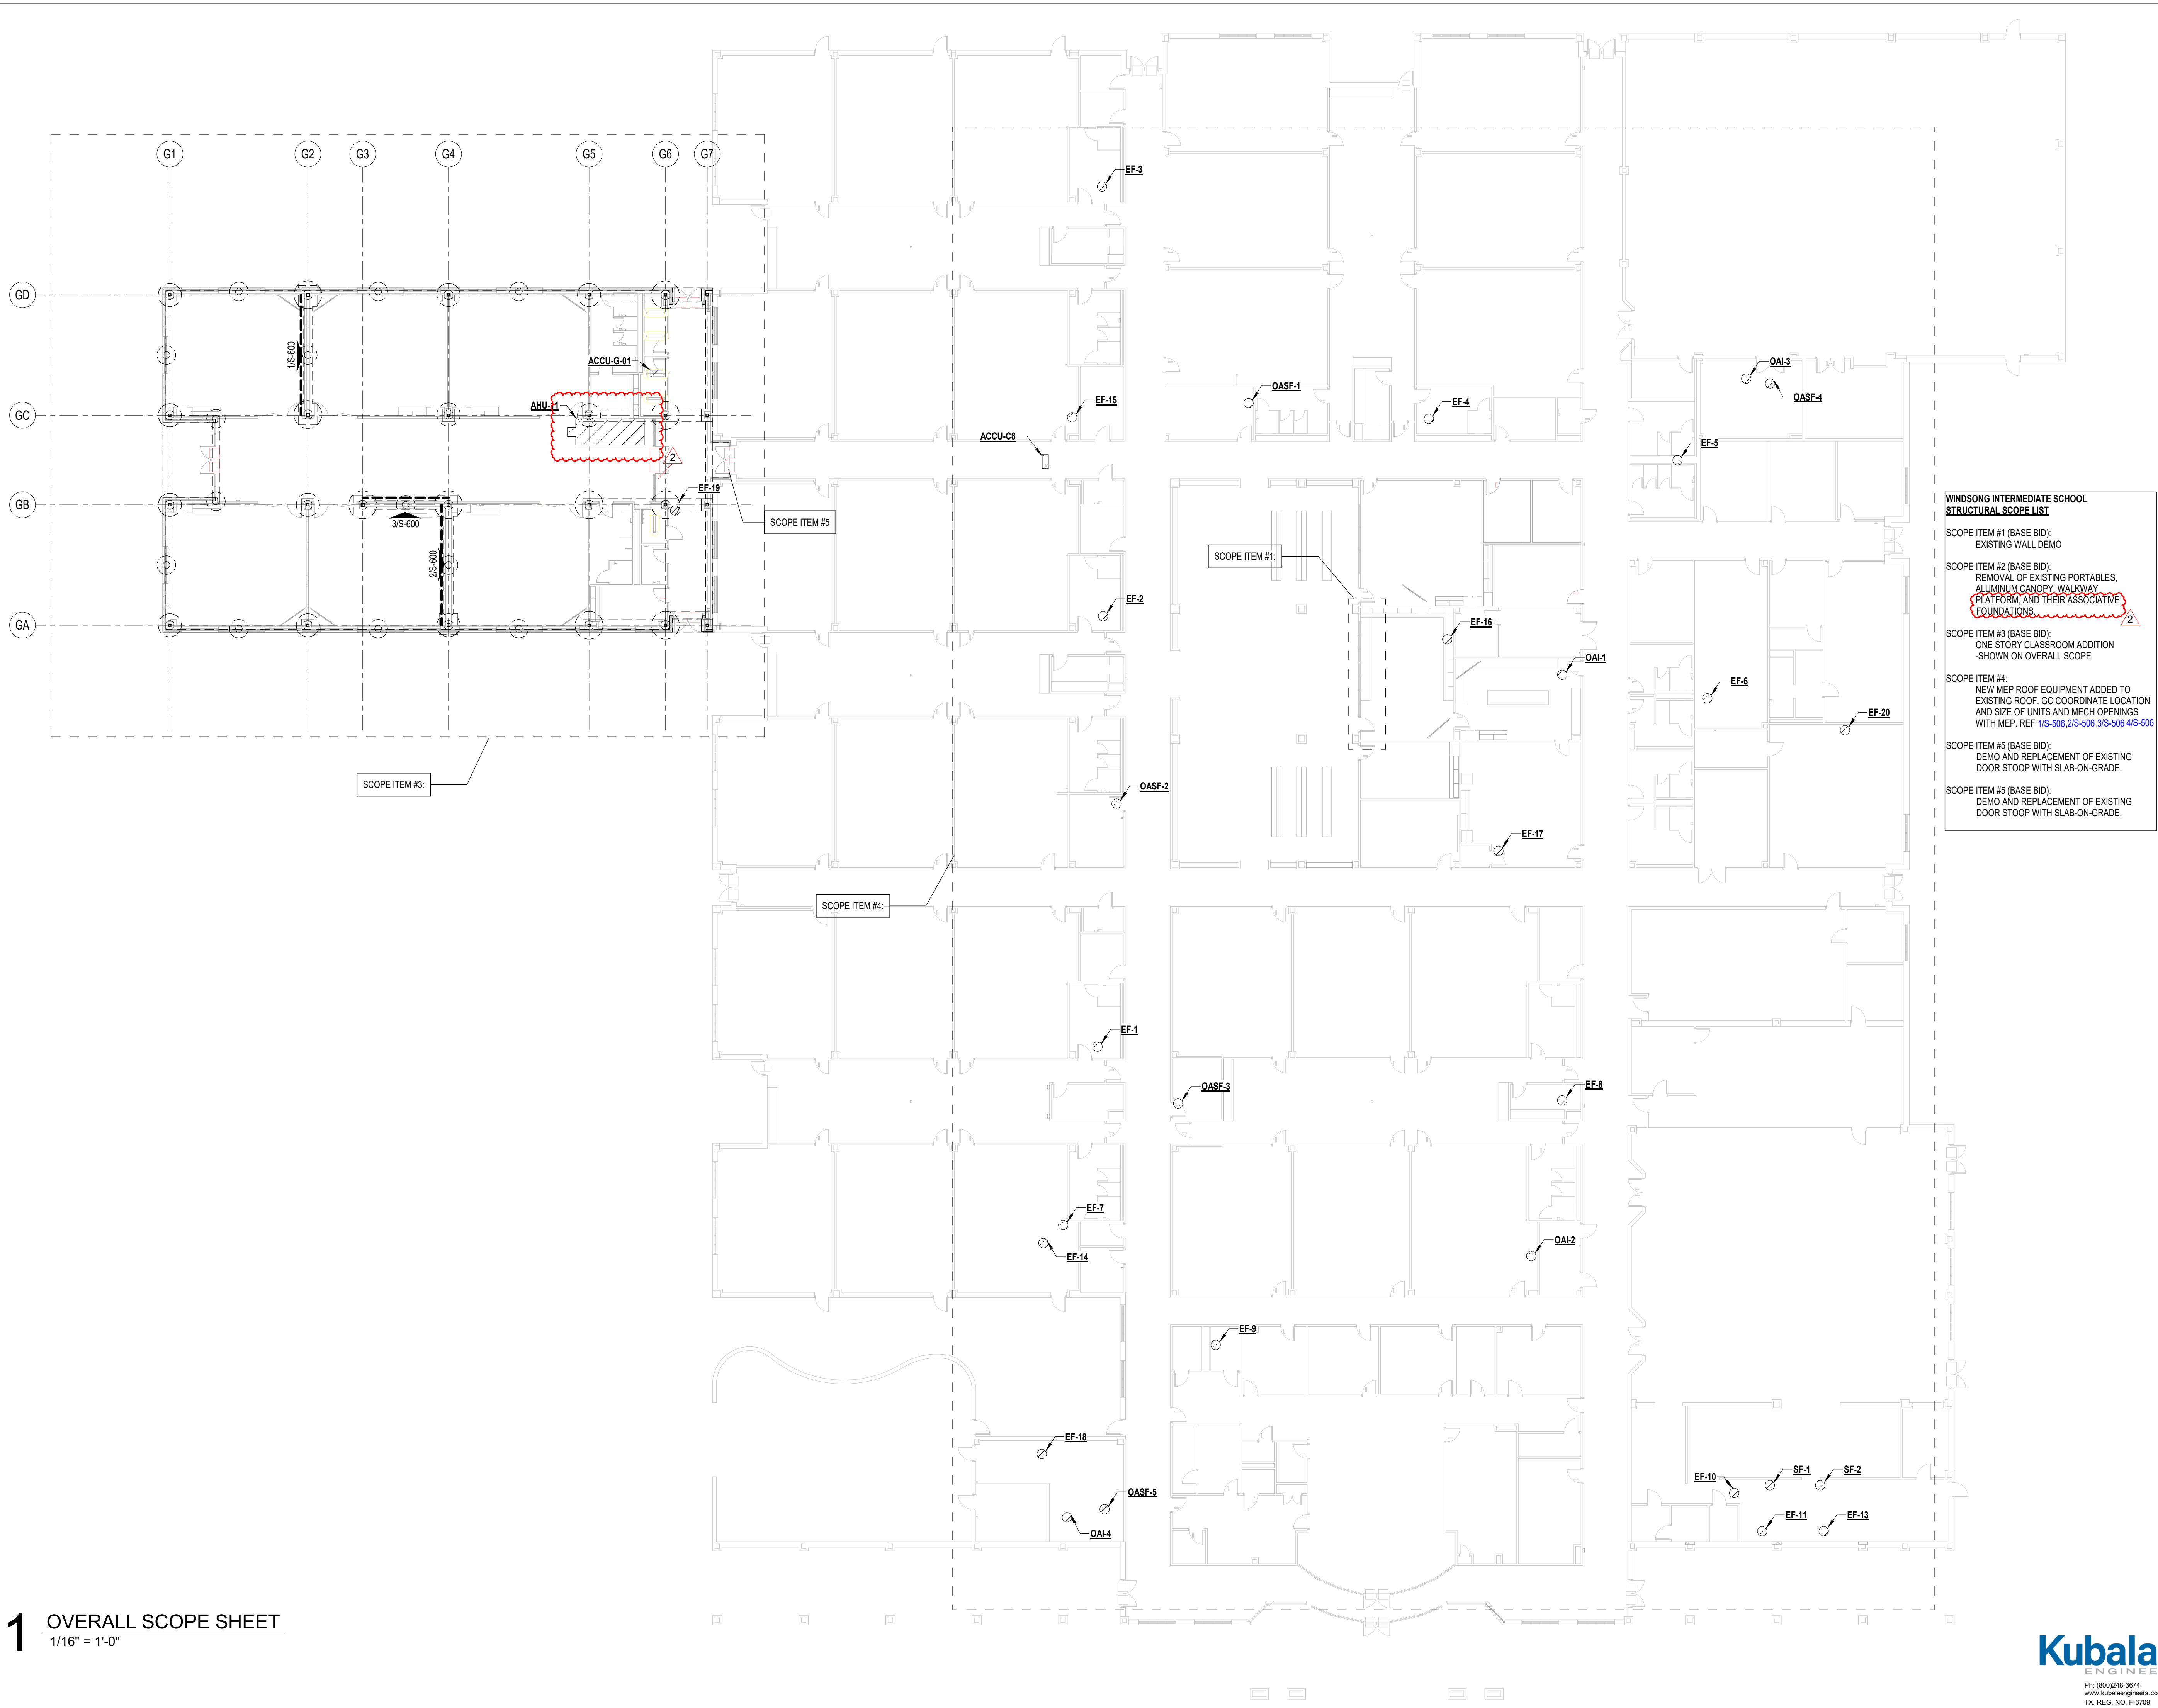 G1
G2
G3
G4
G5
G6
G7
GD
GC
GB
GA
1/S-600
3/S-600
2/S-600
ACCU-G-01
2
EF-19
SCOPE ITEM #5
SCOPE ITEM #3:
SCOPE ITEM #4:
SCOPE ITEM #1:
EF-3
EF-15
ACCU-C8
EF-2
OASF-2
EF-1
EF-7
EF-14
EF-18
OASF-5
OAI-4
OASF-1
EF-4
EF-16
OAI-1
EF-17
OASF-3
EF-8
OAI-2
EF-9
OAI-3
OASF-4
EF-5
EF-6
EF-20
EF-10
SF-1
SF-2
EF-11
EF-13
WINDSONG INTERMEDIATE SCHOOL
STRUCTURAL SCOPE LIST
SCOPE ITEM #1 (BASE BID):
EXISTING WALL DEMO
SCOPE ITEM #2 (BASE BID):
REMOVAL OF EXISTING PORTABLES,
ALUMINUM CANOPY, WALKWAY
PLATFORM, AND THEIR ASSOCIATIVE
FOUNDATIONS.
2
SCOPE ITEM #3 (BASE BID):
ONE STORY CLASSROOM ADDITION
-SHOWN ON OVERALL SCOPE
SCOPE ITEM #4:
NEW MEP ROOF EQUIPMENT ADDED TO
EXISTING ROOF. GC COORDINATE LOCATION
AND SIZE OF UNITS AND MECH OPENINGS
WITH MEP. REF 1/S-506,2/S-506,3/S-506 4/S-506
SCOPE ITEM #5 (BASE BID):
DEMO AND REPLACEMENT OF EXISTING
DOOR STOOP WITH SLAB-ON-GRADE.
SCOPE ITEM #5 (BASE BID):
DEMO AND REPLACEMENT OF EXISTING
DOOR STOOP WITH SLAB-ON-GRADE.
1 OVERALL SCOPE SHEET
1/16" = 1'-0"
Kubala
ENGINEE
Ph: (800)248-3674
www.kubalaengineers.co
TX. REG. NO. F-3709